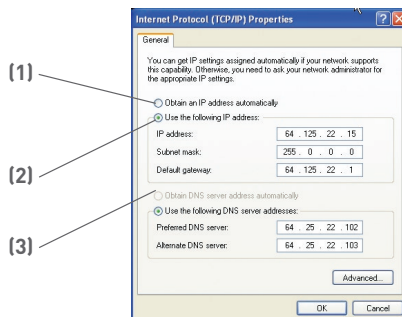 Internet Protocol (TCP/IP) Properties
General
You can get IP settings assigned automatically if your network supports
this capability. Otherwise, you need to ask your network administrator for
the appropriate IP settings.
(1)
Obtain an IP address automatically
Use the following IP address:
IP address: 64 . 125 . 22 . 15
(2)
Subnet mask: 255 . 0 . 0 . 0
Default gateway: 64 . 125 . 22 . 1
Obtain DNS server address automatically
Use the following DNS server addresses:
(3)
Preferred DNS server: 64 . 25 . 22 . 102
Alternate DNS server: 64 . 25 . 22 . 103
Advanced...
OK Cancel